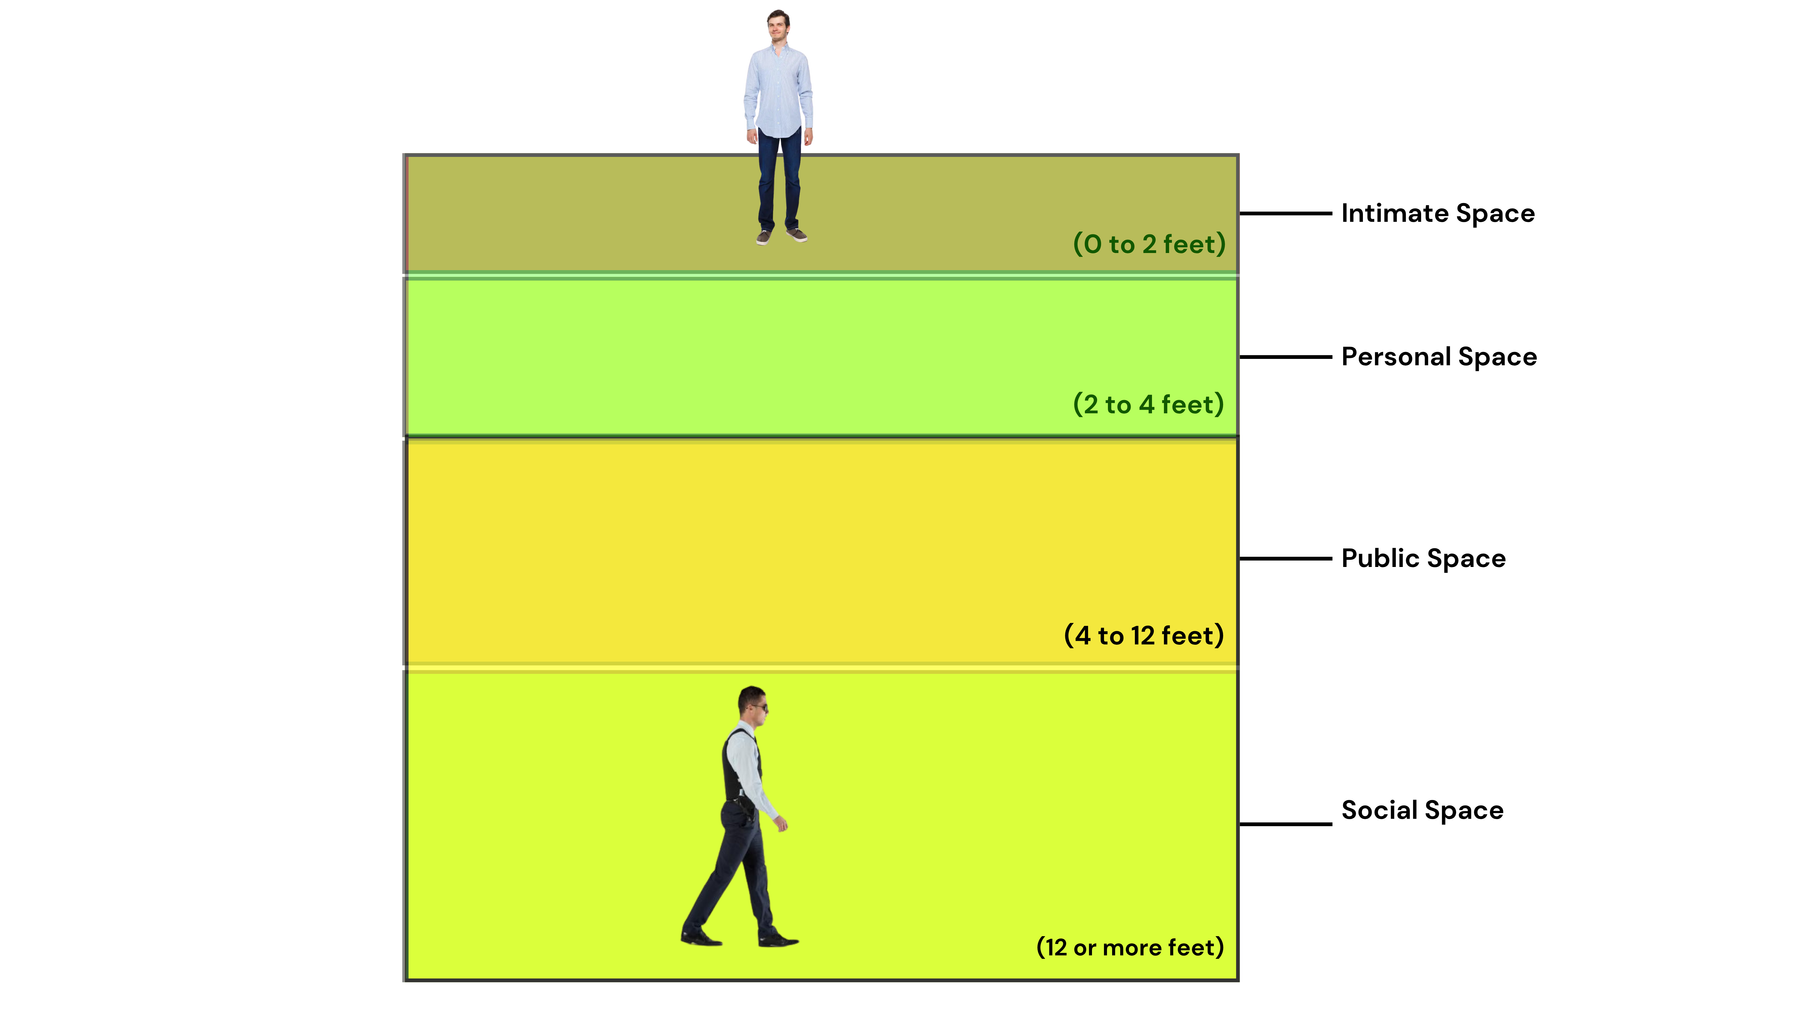 Intimate Space
(0 to 2 feet)
Personal Space
(2 to 4 feet)
Public Space
(4 to 12 feet)
Social Space
(12 or more feet)